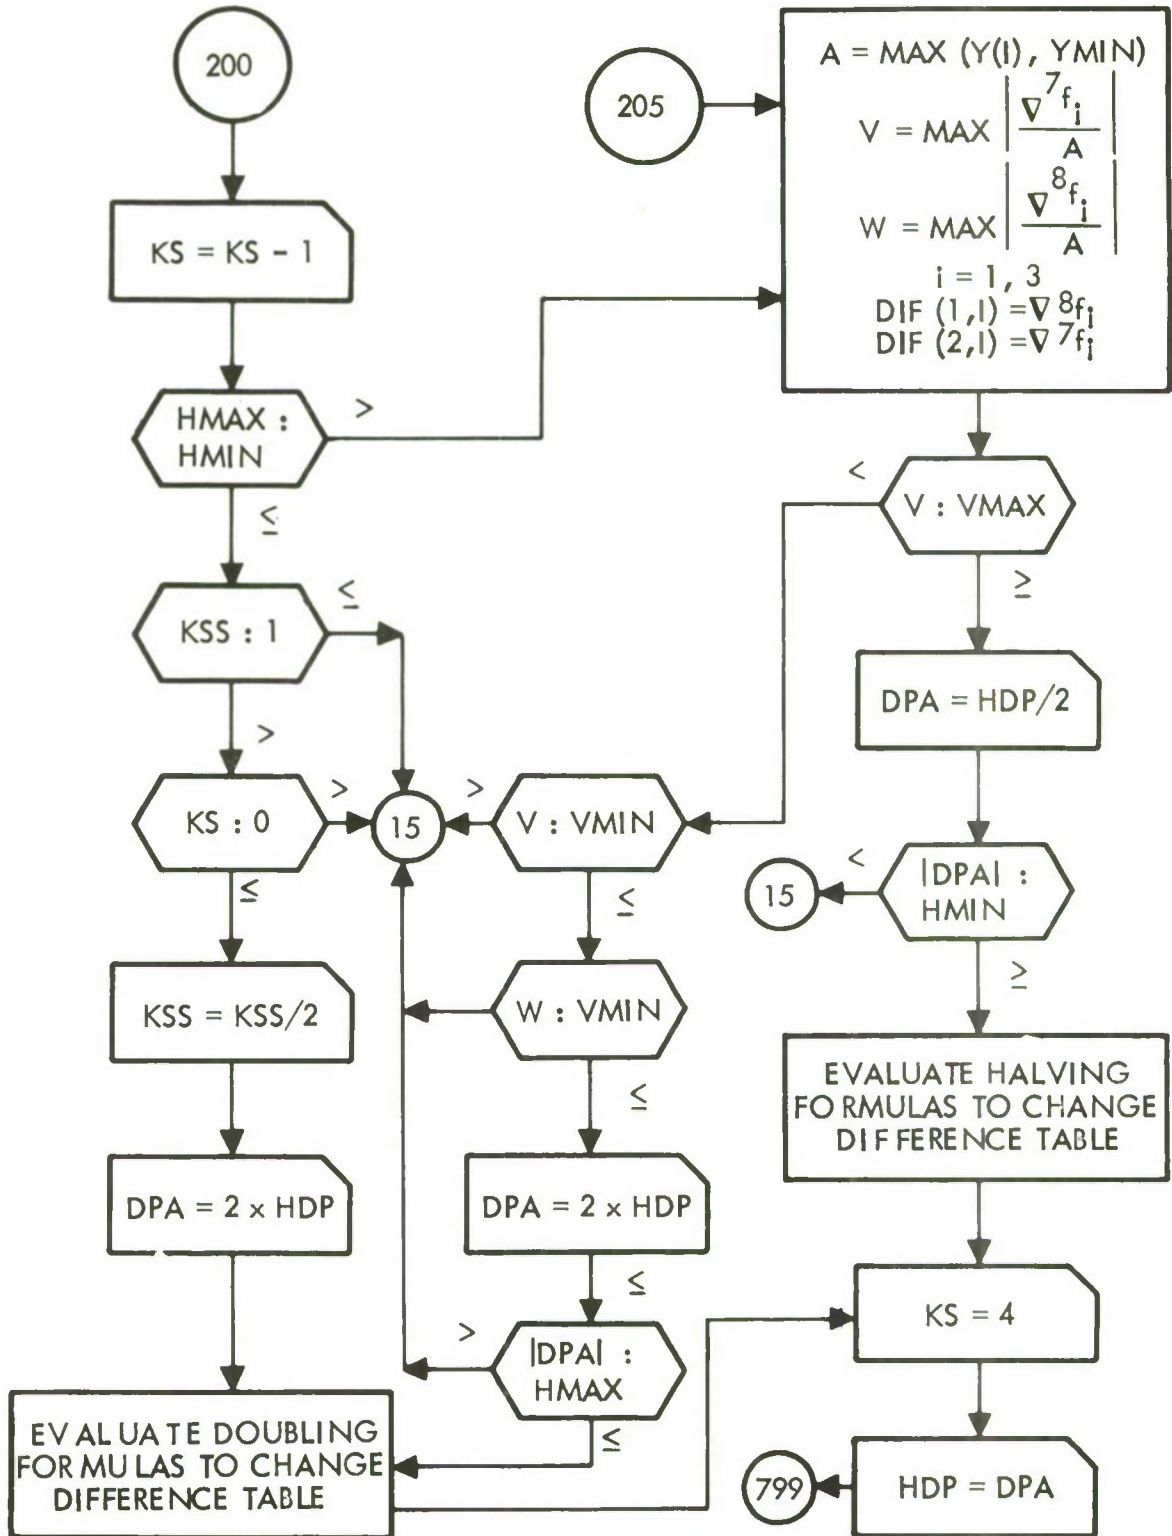 200
KS = KS - 1
HMAX :
HMIN
>
≤
KSS : 1
≤
>
KS : 0
>
≤
KSS = KSS/2
DPA = 2 x HDP
EVALUATE DOUBLING
FORMULAS TO CHANGE
DIFFERENCE TABLE
15
V : VMIN
>
≤
W : VMIN
≤
DPA = 2 x HDP
≤
|DPA| :
HMAX
>
≤
205
A = MAX (Y(I), YMIN)
V = MAX |∇⁷fᵢ / A|
W = MAX |∇⁸fᵢ / A|
i = 1, 3
DIF (1,I) = ∇⁸fᵢ
DIF (2,I) = ∇⁷fᵢ
V : VMAX
<
≥
DPA = HDP/2
|DPA| :
HMIN
<
15
≥
EVALUATE HALVING
FORMULAS TO CHANGE
DIFFERENCE TABLE
KS = 4
HDP = DPA
799